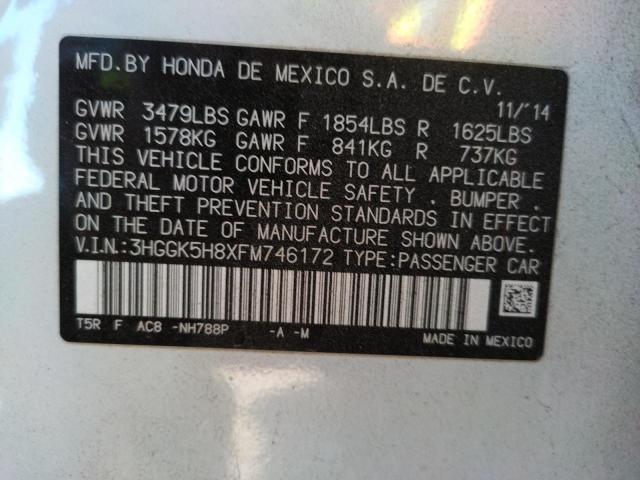 MFD.BY HONDA DE MEXICO S.A. DE C.V.
11/'14
GVWR 3479LBS GAWR F 1854LBS R 1625LBS
GVWR 1578KG GAWR F 841KG R 737KG
THIS VEHICLE CONFORMS TO ALL APPLICABLE
FEDERAL MOTOR VEHICLE SAFETY , BUMPER ,
AND THEFT PREVENTION STANDARDS IN EFFECT
ON THE DATE OF MANUFACTURE SHOWN ABOVE.
V.I.N.:3HGGK5H8XFM746172 TYPE:PASSENGER CAR
T5R F AC8 -NH788P -A -M
MADE IN MEXICO